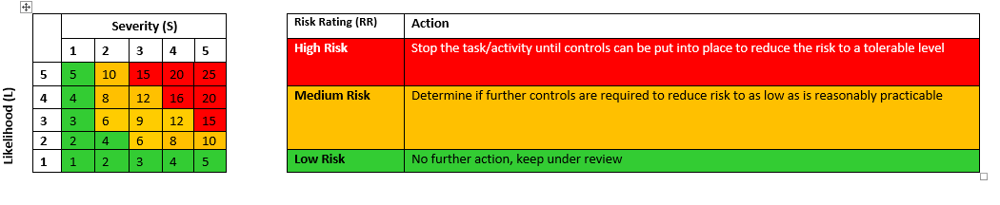 Severity (S)
1 2 3 4 5
Likelihood (L)
5 5 10 15 20 25
4 4 8 12 16 20
3 3 6 9 12 15
2 2 4 6 8 10
1 1 2 3 4 5
Risk Rating (RR) Action
High Risk Stop the task/activity until controls can be put into place to reduce the risk to a tolerable level
Medium Risk Determine if further controls are required to reduce risk to as low as is reasonably practicable
Low Risk No further action, keep under review